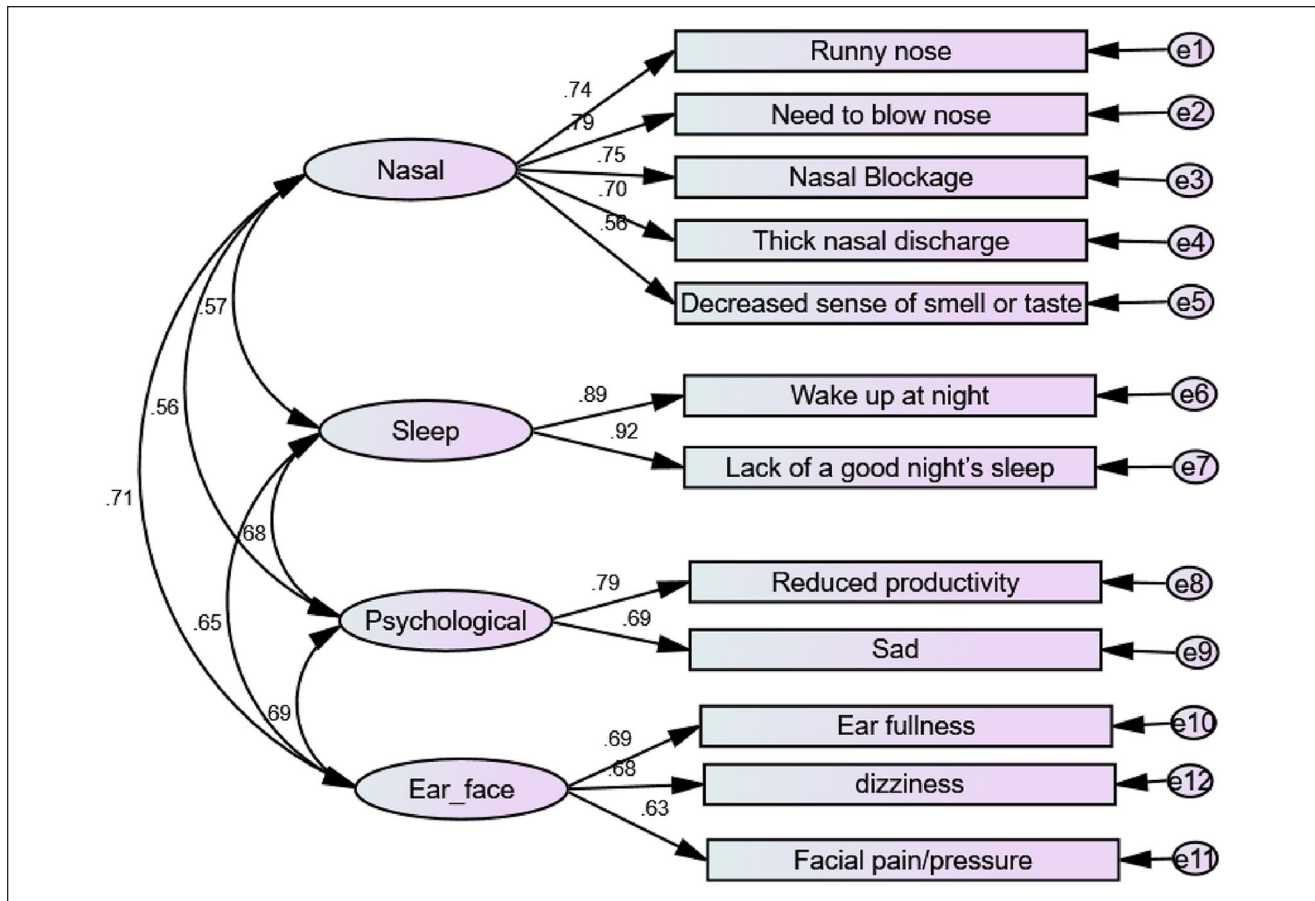 Runny nose
e1
.74
Need to blow nose
e2
.79
.75
Nasal
Nasal Blockage
e3
.70
.56
Thick nasal discharge
e4
Decreased sense of smell or taste
e5
.57
.56
.71
Sleep
.89
Wake up at night
e6
.92
Lack of a good night's sleep
e7
.68
.65
Psychological
.79
Reduced productivity
e8
.69
Sad
e9
.69
Ear_face
.69
Ear fullness
e10
.68
dizziness
e12
.63
Facial pain/pressure
e11